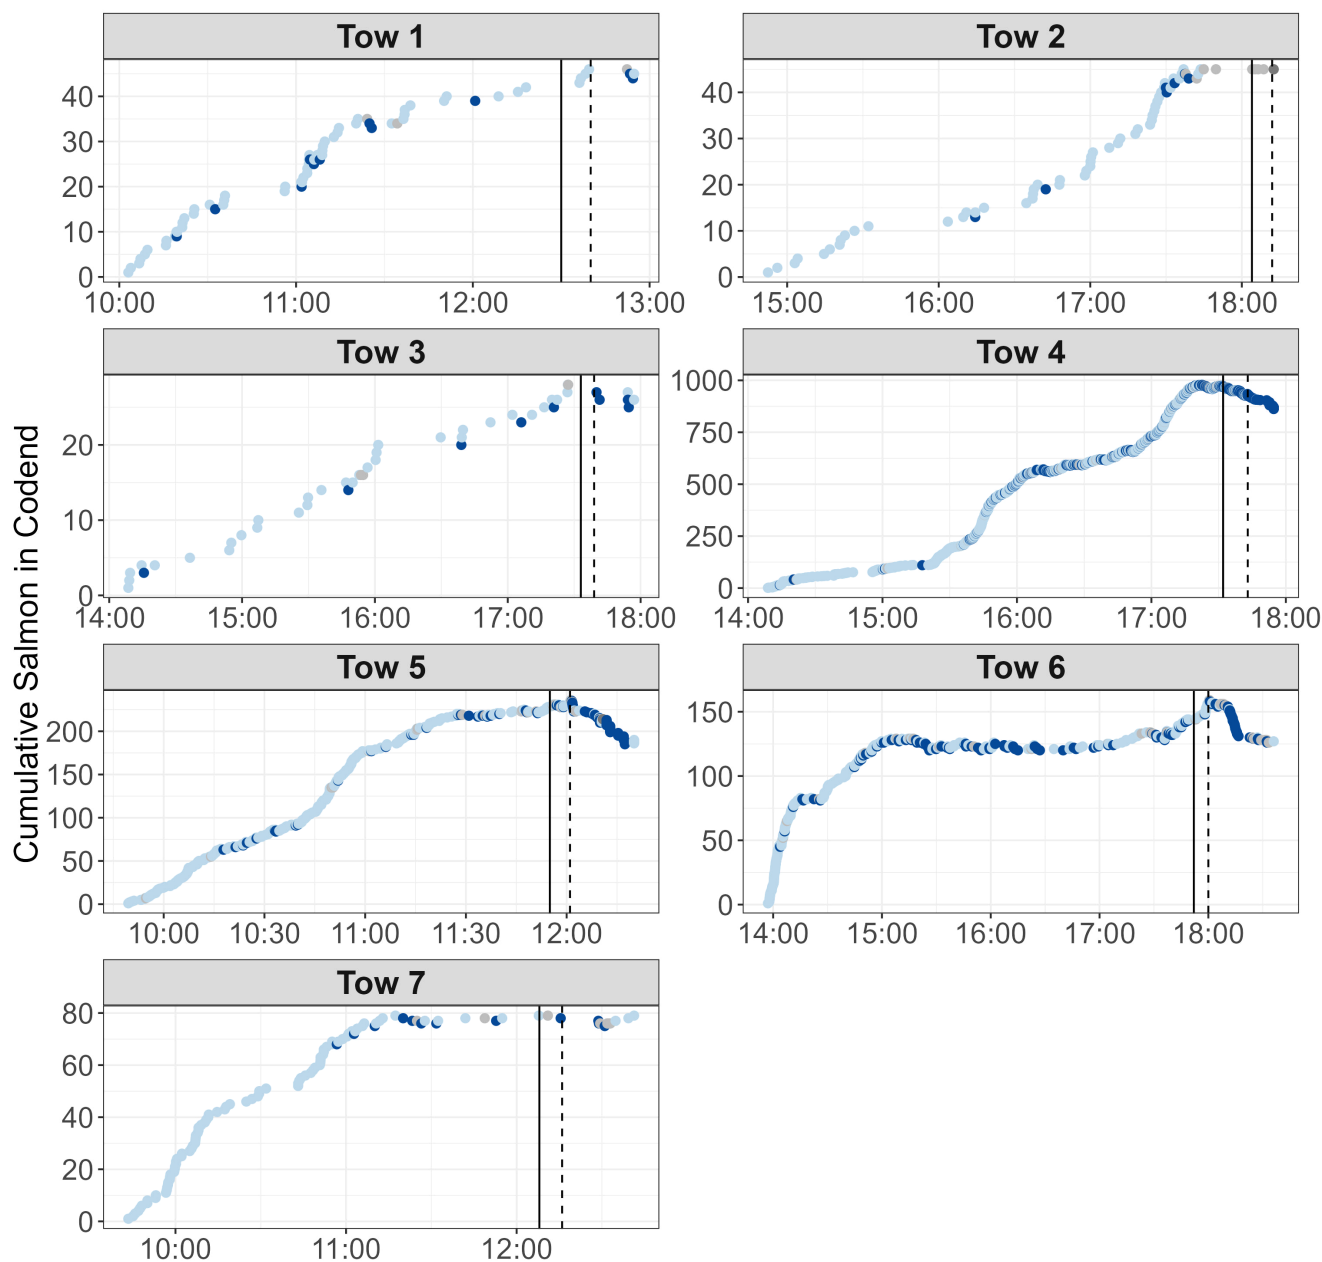 Cumulative Salmon in Codend
Tow 1
40
30
20
10
0
10:00 11:00 12:00 13:00
Tow 2
40
30
20
10
0
15:00 16:00 17:00 18:00
Tow 3
20
10
0
14:00 15:00 16:00 17:00 18:00
Tow 4
1000
750
500
250
0
14:00 15:00 16:00 17:00 18:00
Tow 5
200
150
100
50
0
10:00 10:30 11:00 11:30 12:00
Tow 6
150
100
50
0
14:00 15:00 16:00 17:00 18:00
Tow 7
80
60
40
20
0
10:00 11:00 12:00